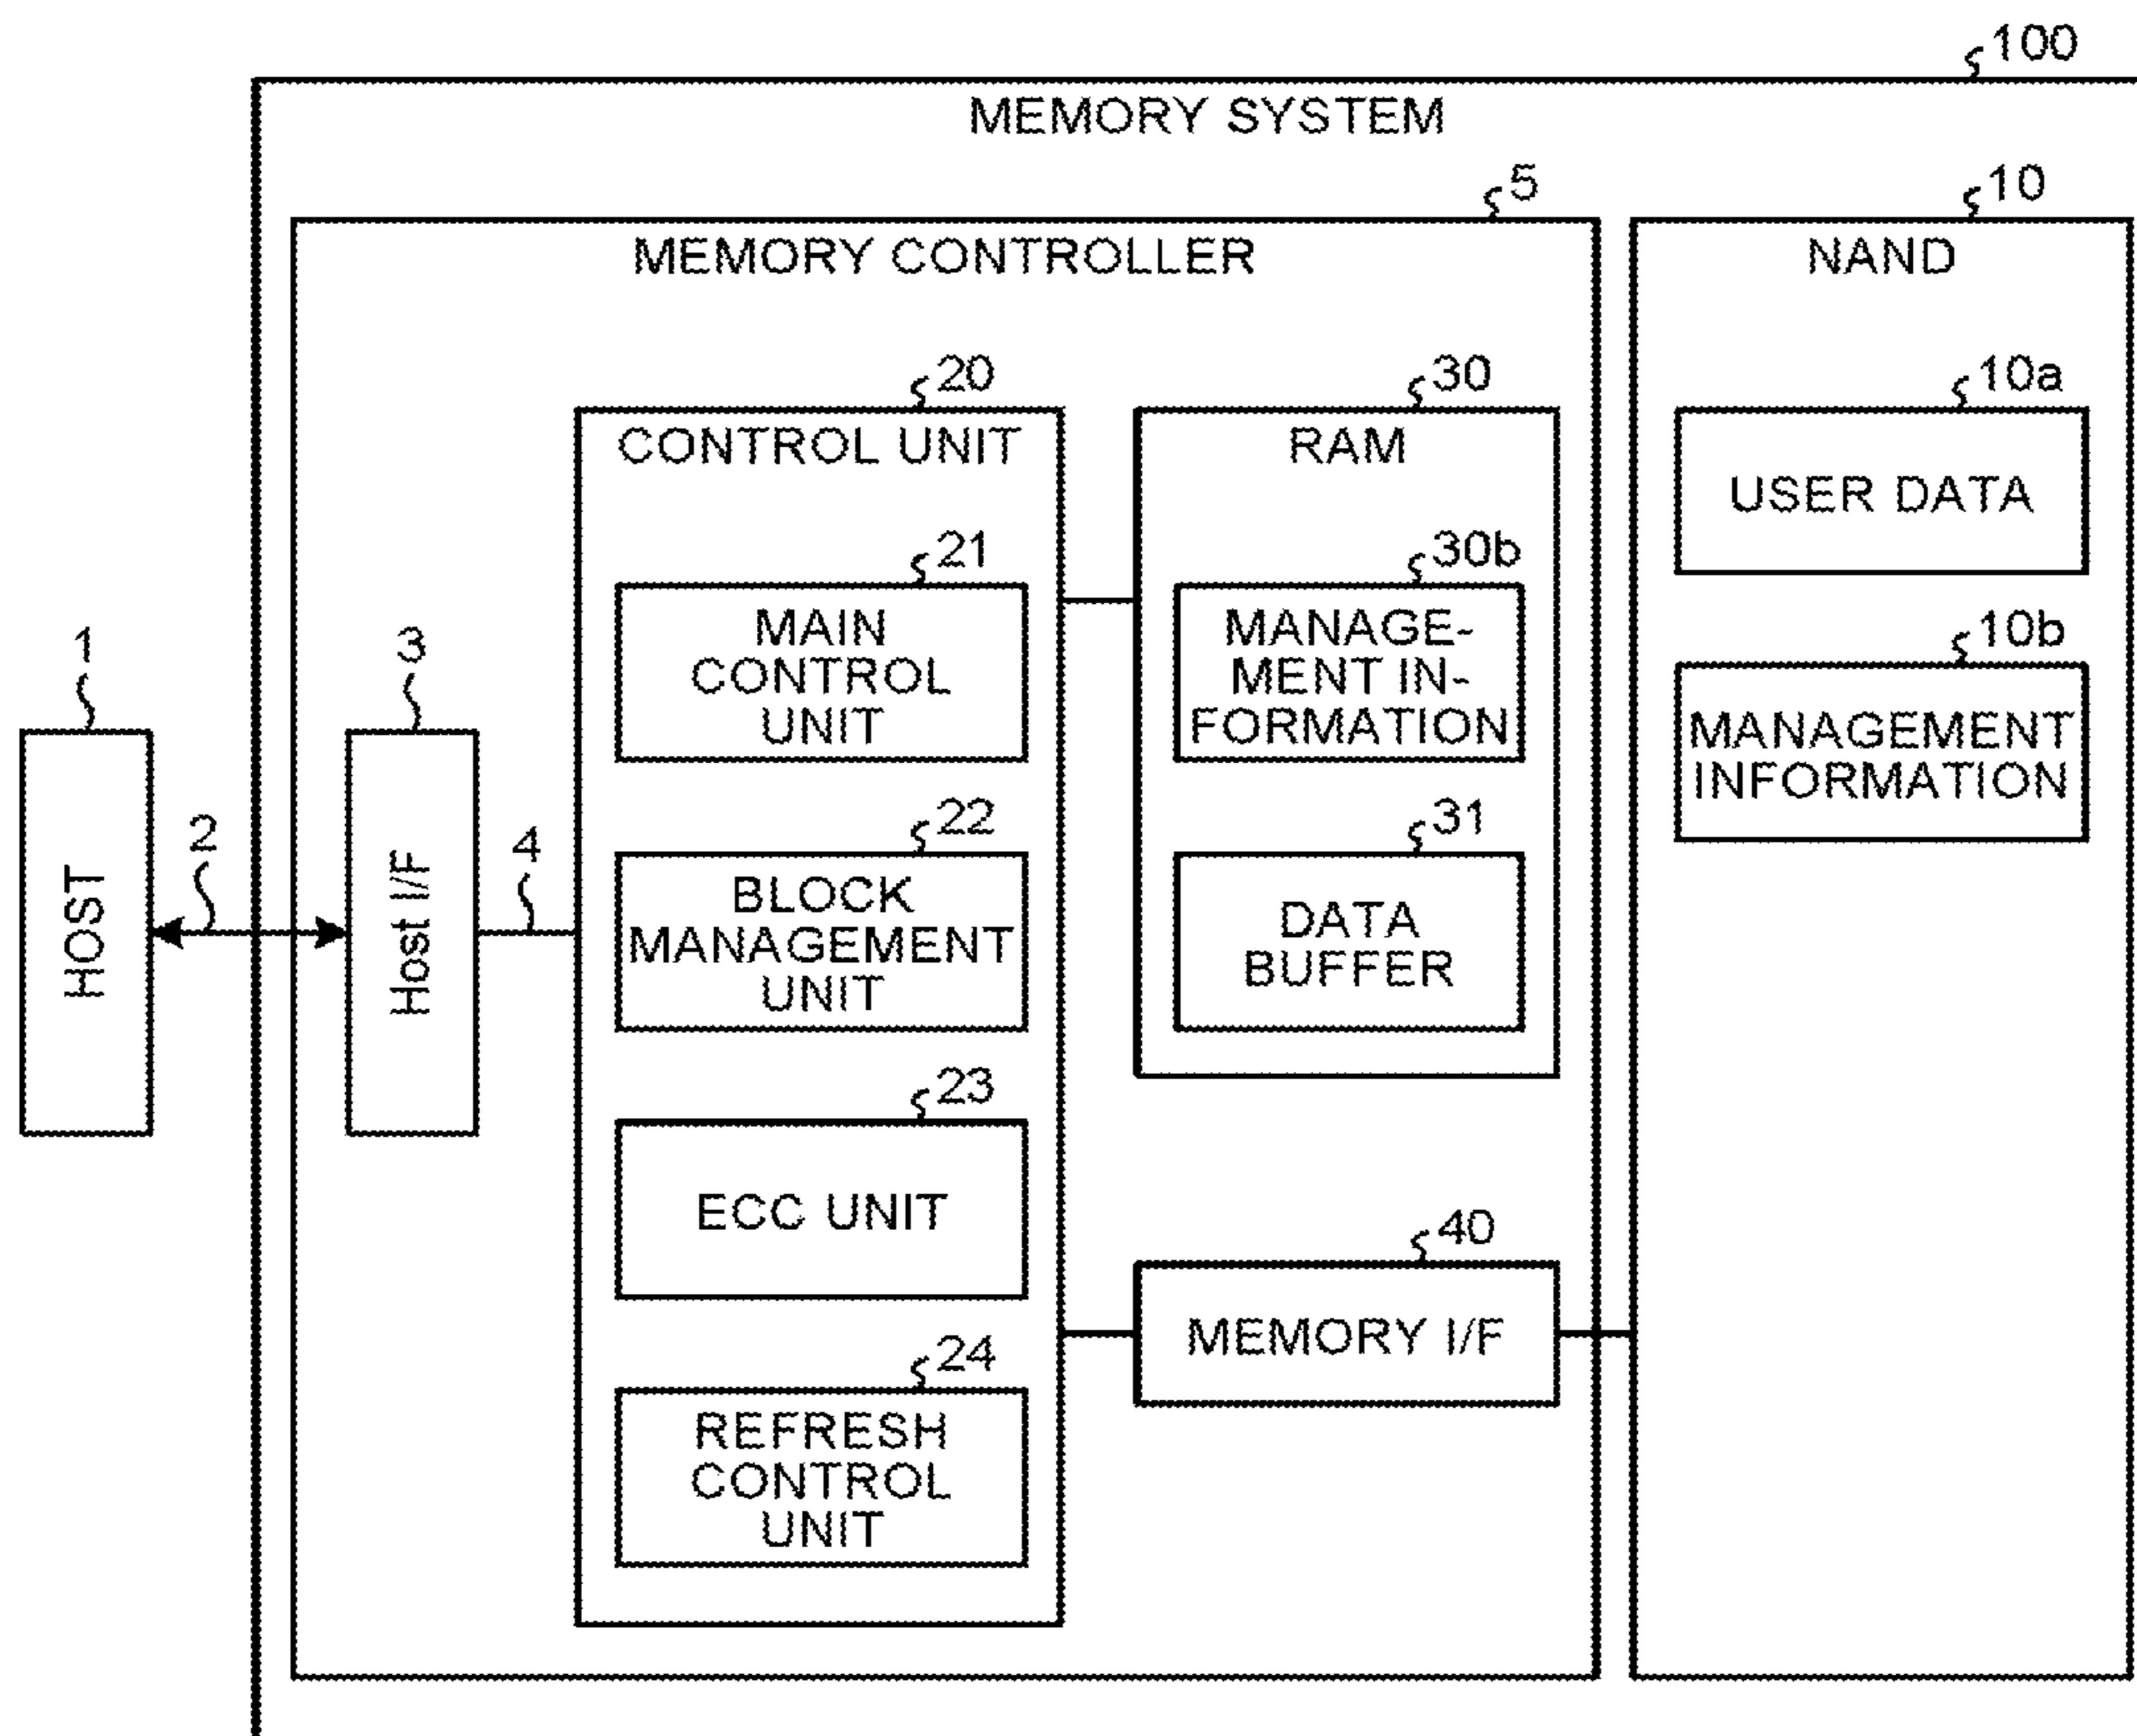 100
MEMORY SYSTEM
5
10
MEMORY CONTROLLER
NAND
20
30
10a
CONTROL UNIT
RAM
USER DATA
21
30b
10b
MAIN
CONTROL
UNIT
MANAGE-
MENT IN-
FORMATION
MANAGEMENT
INFORMATION
1
3
2
4
HOST
Host I/F
22
31
BLOCK
MANAGEMENT
UNIT
DATA
BUFFER
23
ECC UNIT
40
MEMORY I/F
24
REFRESH
CONTROL
UNIT